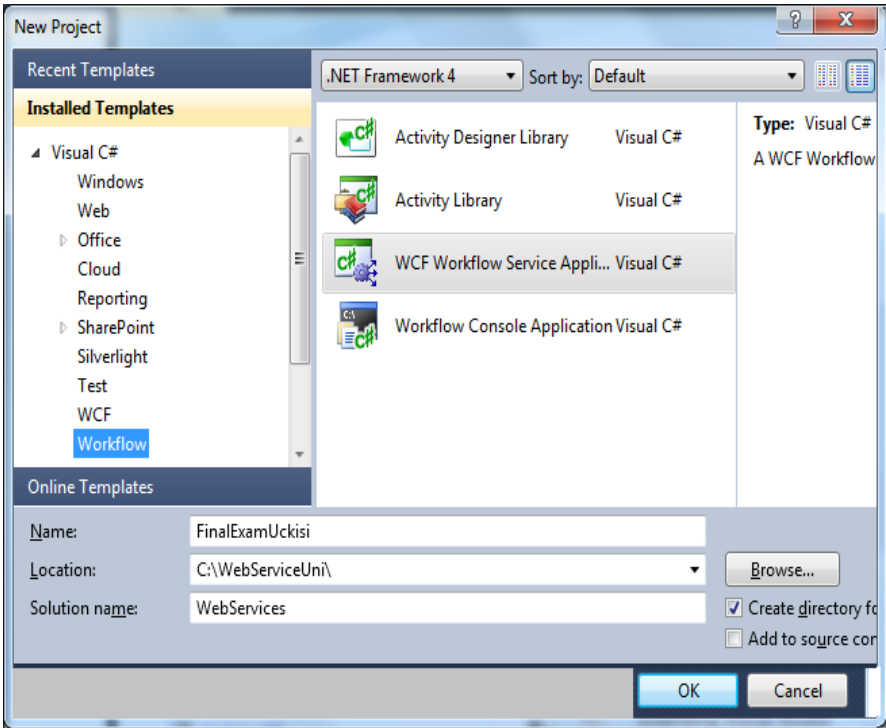 New Project
Recent Templates
Installed Templates
Visual C#
Windows
Web
Office
Cloud
Reporting
SharePoint
Silverlight
Test
WCF
Workflow
Online Templates
.NET Framework 4
Sort by: Default
Activity Designer Library Visual C#
Activity Library Visual C#
WCF Workflow Service Appli... Visual C#
Workflow Console Application Visual C#
Type: Visual C#
A WCF Workflow
Name: FinalExamUckisi
Location: C:\WebServiceUni\
Browse...
Solution name: WebServices
Create directory fo
Add to source con
OK Cancel